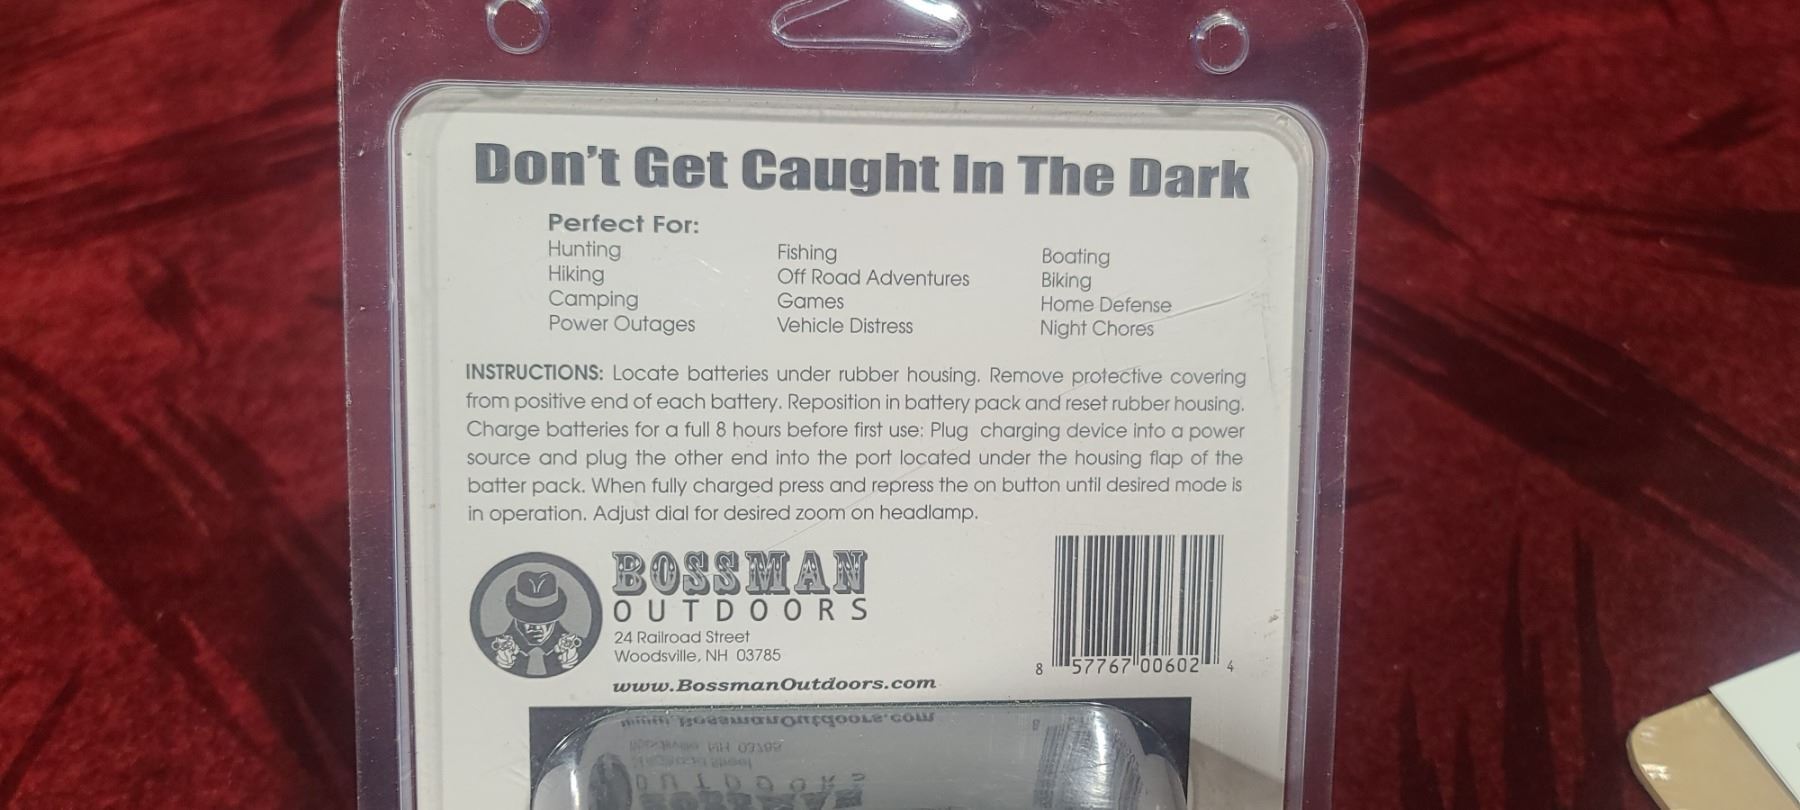 Don't Get Caught In The Dark
Perfect For:
Hunting Fishing Boating
Hiking Off Road Adventures Biking
Camping Games Home Defense
Power Outages Vehicle Distress Night Chores
INSTRUCTIONS: Locate batteries under rubber housing. Remove protective covering
from positive end of each battery. Reposition in battery pack and reset rubber housing.
Charge batteries for a full 8 hours before first use: Plug charging device into a power
source and plug the other end into the port located under the housing flap of the
batter pack. When fully charged press and repress the on button until desired mode is
in operation. Adjust dial for desired zoom on headlamp.
BOSSMAN
OUTDOORS
24 Railroad Street
Woodsville, NH 03785
www.BossmanOutdoors.com
8 57767 00602 4